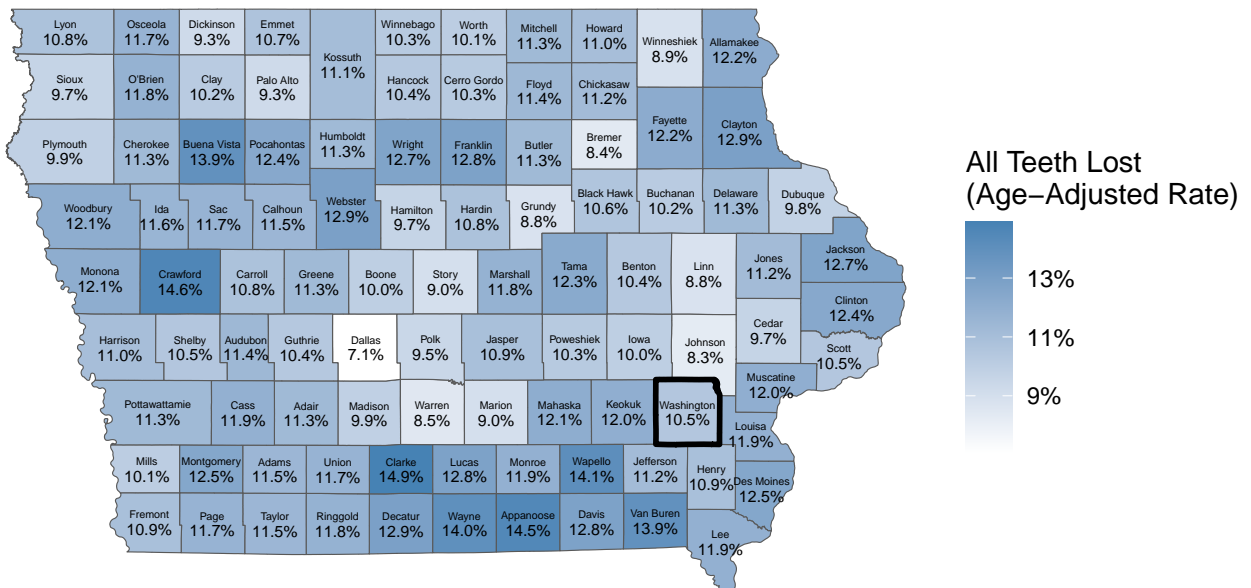 Lyon
10.8%
Osceola
11.7%
Dickinson
9.3%
Emmet
10.7%
Winnebago
10.3%
Worth
10.1%
Mitchell
11.3%
Howard
11.0%
Winneshiek
8.9%
Allamakee
12.2%
Kossuth
11.1%
Sioux
9.7%
O'Brien
11.8%
Clay
10.2%
Palo Alto
9.3%
Hancock
10.4%
Cerro Gordo
10.3%
Floyd
11.4%
Chickasaw
11.2%
Fayette
12.2%
Clayton
12.9%
Plymouth
9.9%
Cherokee
11.3%
Buena Vista
13.9%
Pocahontas
12.4%
Humboldt
11.3%
Wright
12.7%
Franklin
12.8%
Butler
11.3%
Bremer
8.4%
Woodbury
12.1%
Ida
11.6%
Sac
11.7%
Calhoun
11.5%
Webster
12.9%
Hamilton
9.7%
Hardin
10.8%
Grundy
8.8%
Black Hawk
10.6%
Buchanan
10.2%
Delaware
11.3%
Dubuque
9.8%
Monona
12.1%
Crawford
14.6%
Carroll
10.8%
Greene
11.3%
Boone
10.0%
Story
9.0%
Marshall
11.8%
Tama
12.3%
Benton
10.4%
Linn
8.8%
Jones
11.2%
Jackson
12.7%
Clinton
12.4%
Harrison
11.0%
Shelby
10.5%
Audubon
11.4%
Guthrie
10.4%
Dallas
7.1%
Polk
9.5%
Jasper
10.9%
Poweshiek
10.3%
Iowa
10.0%
Johnson
8.3%
Cedar
9.7%
Scott
10.5%
Muscatine
12.0%
Pottawattamie
11.3%
Cass
11.9%
Adair
11.3%
Madison
9.9%
Warren
8.5%
Marion
9.0%
Mahaska
12.1%
Keokuk
12.0%
Washington
10.5%
Louisa
11.9%
Mills
10.1%
Montgomery
12.5%
Adams
11.5%
Union
11.7%
Clarke
14.9%
Lucas
12.8%
Monroe
11.9%
Wapello
14.1%
Jefferson
11.2%
Henry
10.9%
Des Moines
12.5%
Fremont
10.9%
Page
11.7%
Taylor
11.5%
Ringgold
11.8%
Decatur
12.9%
Wayne
14.0%
Appanoose
14.5%
Davis
12.8%
Van Buren
13.9%
Lee
11.9%
All Teeth Lost
(Age−Adjusted Rate)
13%
11%
9%